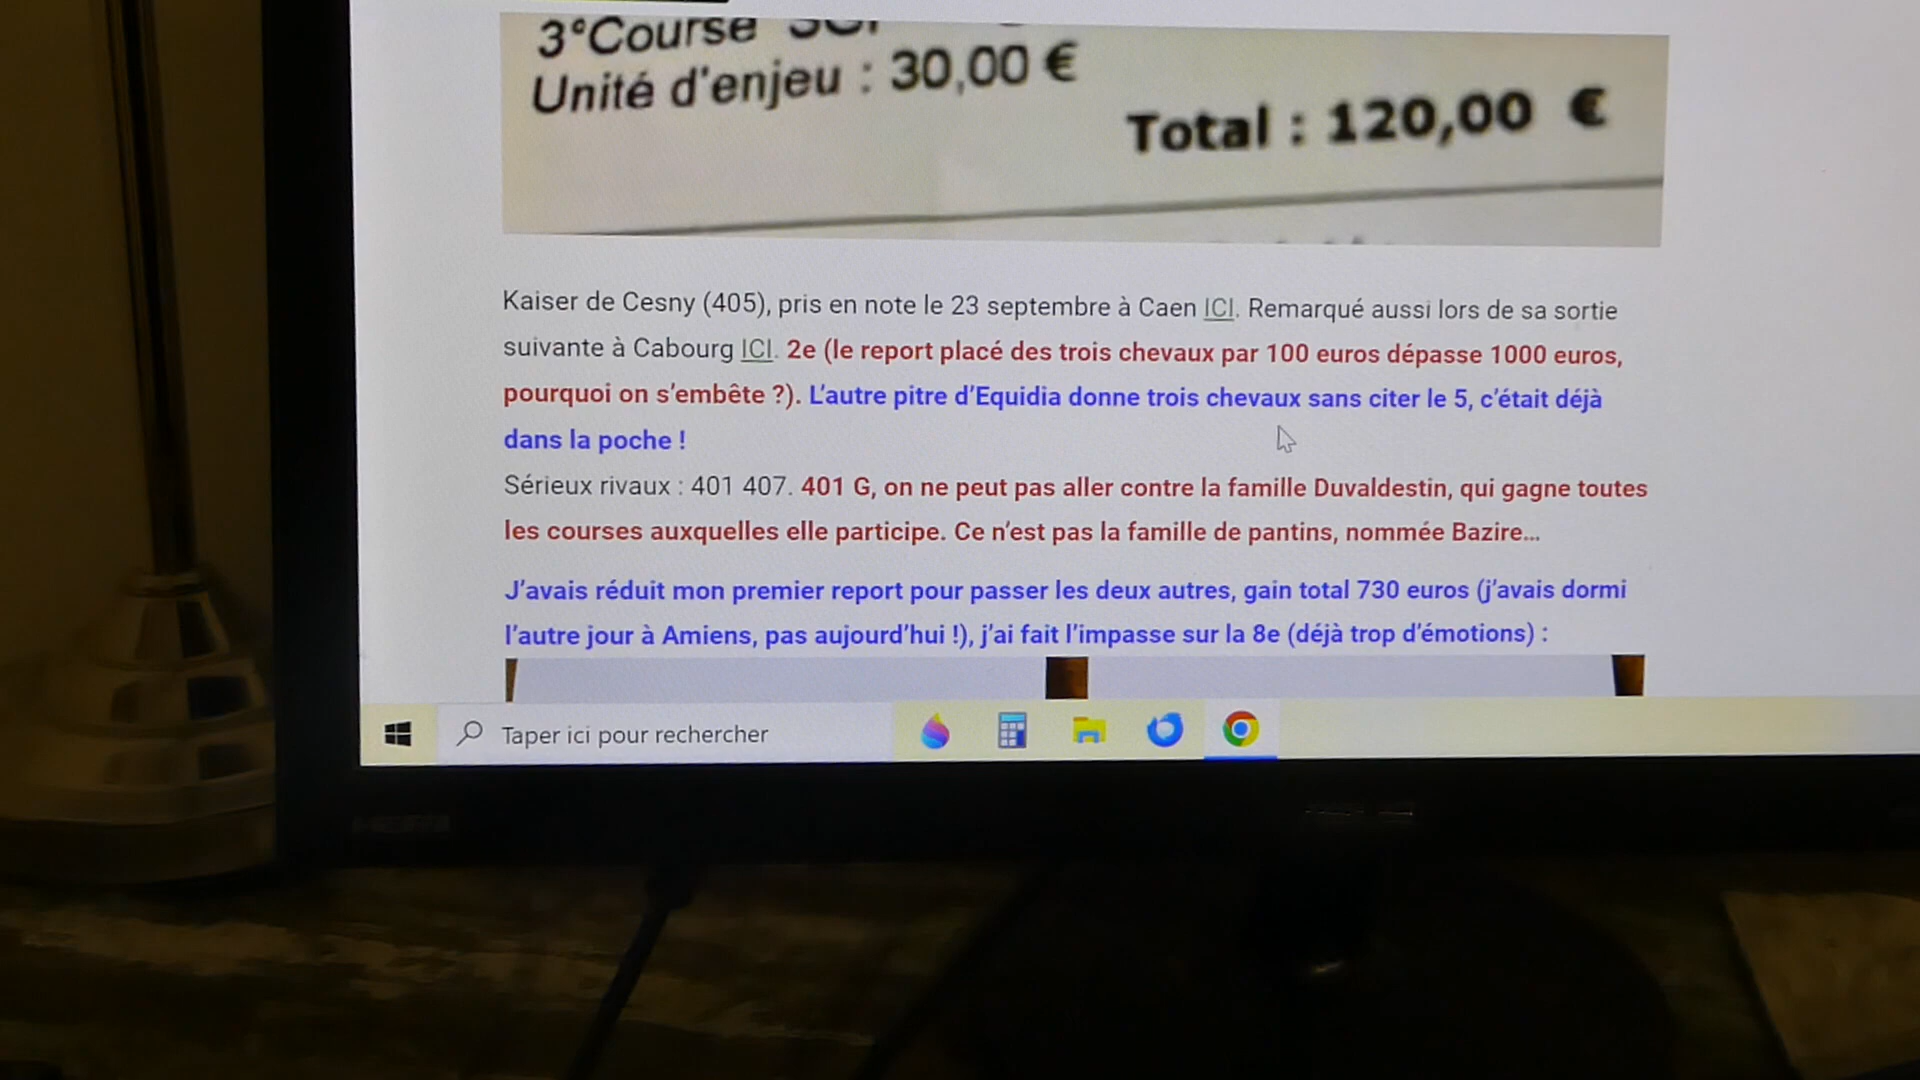 3°Course
Unité d'enjeu : 30,00 €
Total : 120,00 €
Kaiser de Cesny (405), pris en note le 23 septembre à Caen ICI. Remarqué aussi lors de sa sortie
suivante à Cabourg ICI. 2e (le report placé des trois chevaux par 100 euros dépasse 1000 euros,
pourquoi on s’embête ?). L’autre pitre d’Equidia donne trois chevaux sans citer le 5, c’était déjà
dans la poche !
Sérieux rivaux : 401 407. 401 G, on ne peut pas aller contre la famille Duvaldestin, qui gagne toutes
les courses auxquelles elle participe. Ce n’est pas la famille de pantins, nommée Bazire...
J’avais réduit mon premier report pour passer les deux autres, gain total 730 euros (j’avais dormi
l’autre jour à Amiens, pas aujourd’hui !), j’ai fait l’impasse sur la 8e (déjà trop d’émotions) :
Taper ici pour rechercher